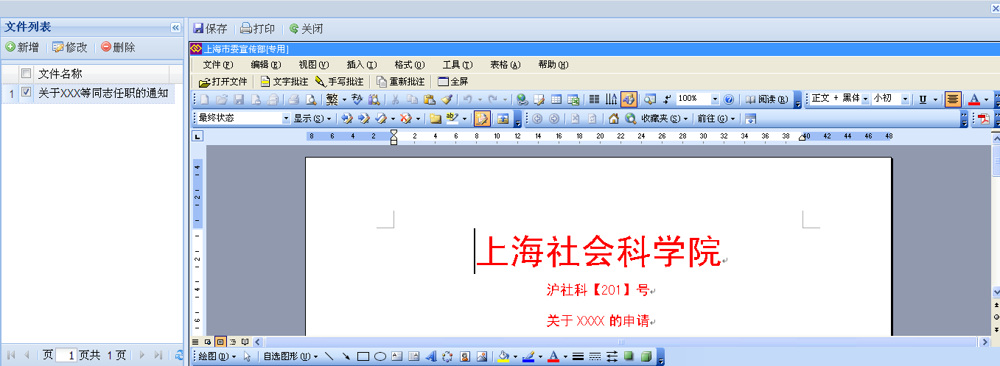 文件列表
新增 修改 删除
文件名称
1 关于XXX等同志任职的通知
页 1 页共 1 页
保存 打印 关闭
上海市委宣传部[专用]
文件(F) 编辑(E) 视图(V) 插入(I) 格式(O) 工具(T) 表格(A) 帮助(H)
打开文件 文字批注 手写批注 重新批注 全屏
繁 100% 阅读(R) 正文 + 黑体 小初 U A
最终状态 显示(S) 收藏夹(S) 前往(G)
8 6 4 2 2 4 6 8 10 12 14 16 18 20 22 24 26 28 30 32 34 36 38 40 42 44 46 48
4
2
2
4
6
上海社会科学院
沪社科【201】号
关于 XXXX 的申请
绘图(D) 自选图形(U)